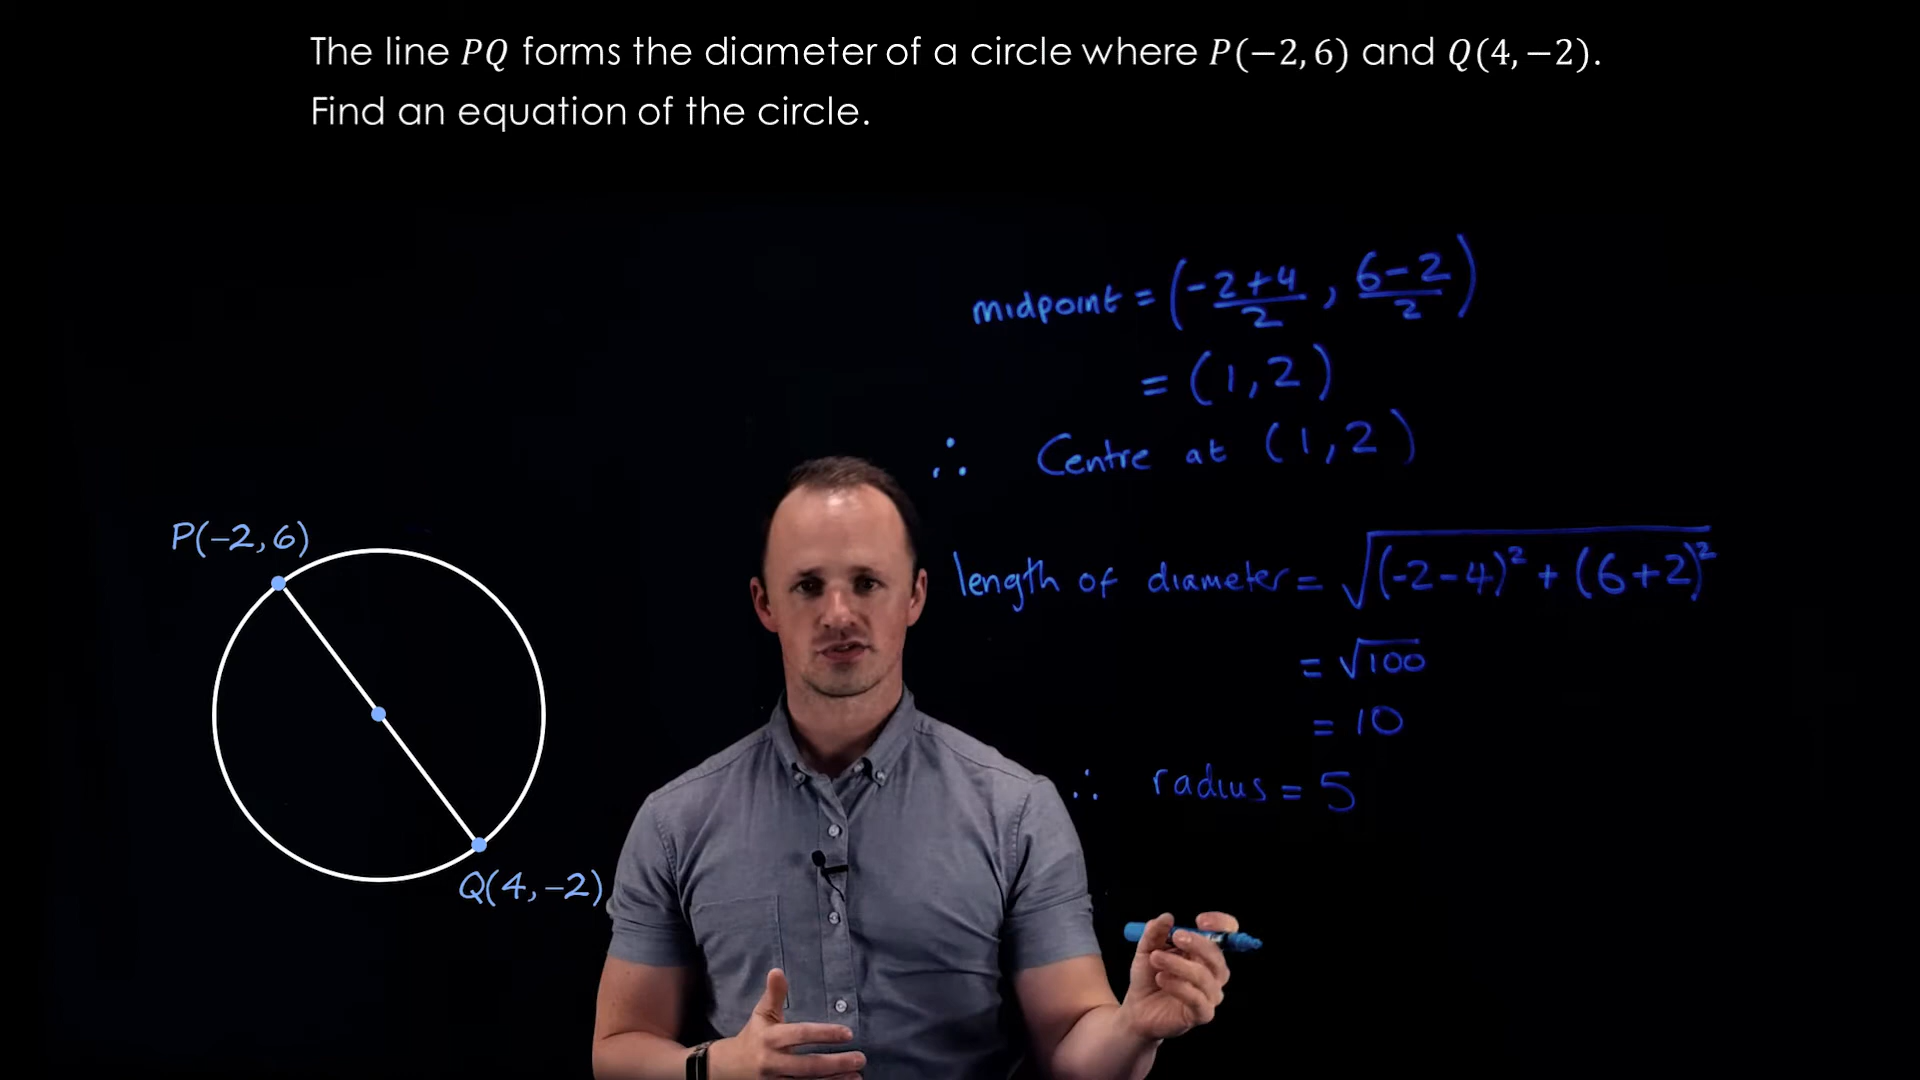 The line PQ forms the diameter of a circle where P(−2, 6) and Q(4, −2).
Find an equation of the circle.
midpoint = (-2+4/2, 6-2/2)
= (1,2)
∴ Centre at (1,2)
P(-2,6)
length of diameter = √(-2-4)² + (6+2)²
= √100
= 10
∴ radius = 5
Q(4,-2)